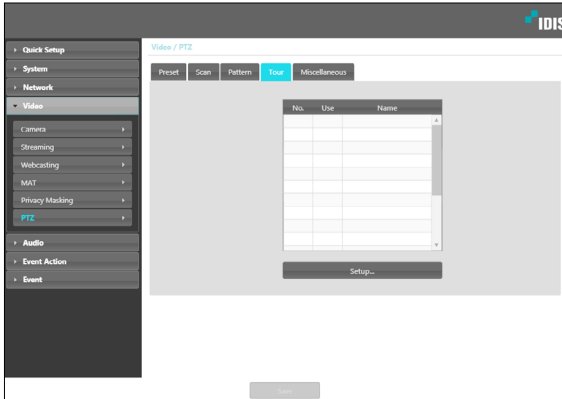 IDIS
Quick Setup
System
Network
Video
Camera
Streaming
Webcasting
MAT
Privacy Masking
PTZ
Audio
Event Action
Event
Video / PTZ
Preset Scan Pattern Tour Miscellaneous
No. Use Name
Setup...
Save